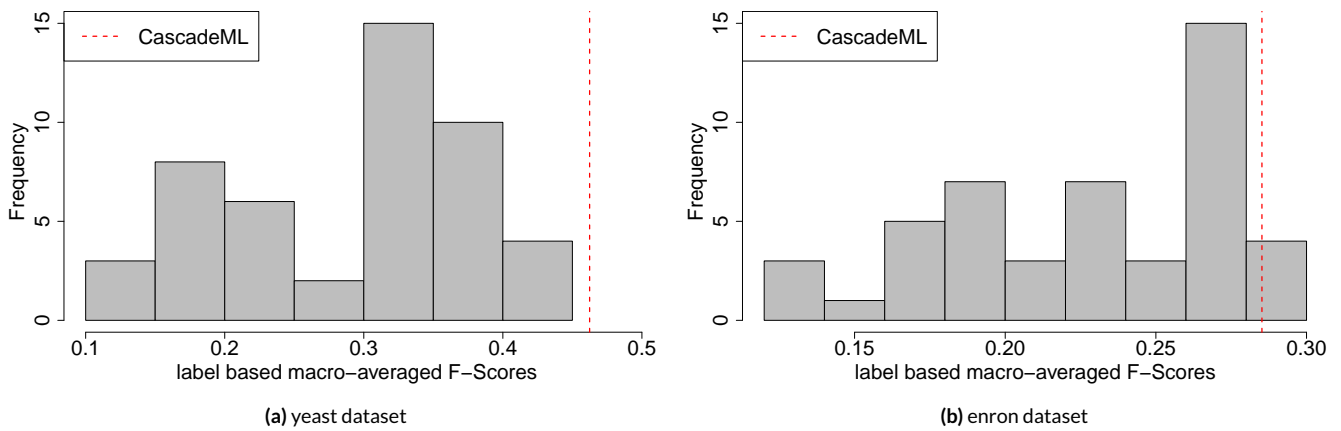 CascadeML
Frequency
15
10
5
0
0.1 0.2 0.3 0.4 0.5
label based macro−averaged F−Scores
(a) yeast dataset
CascadeML
Frequency
15
10
5
0
0.15 0.20 0.25 0.30
label based macro−averaged F−Scores
(b) enron dataset